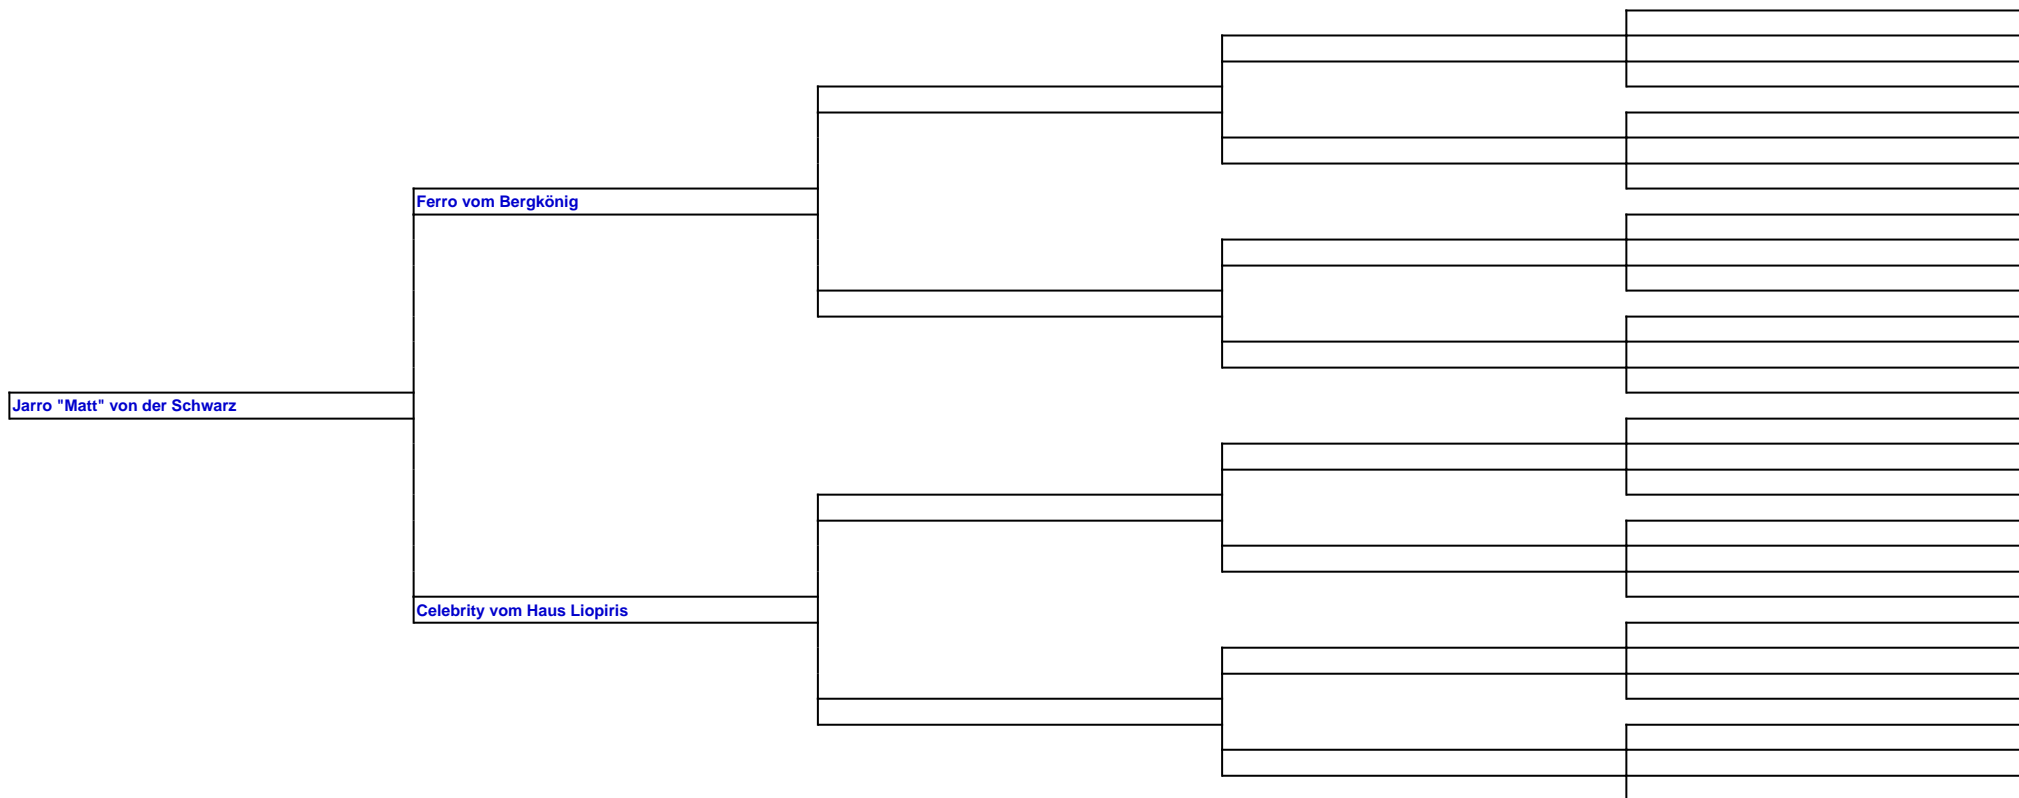 Ferro vom Bergkönig
Jarro "Matt" von der Schwarz
Celebrity vom Haus Liopiris